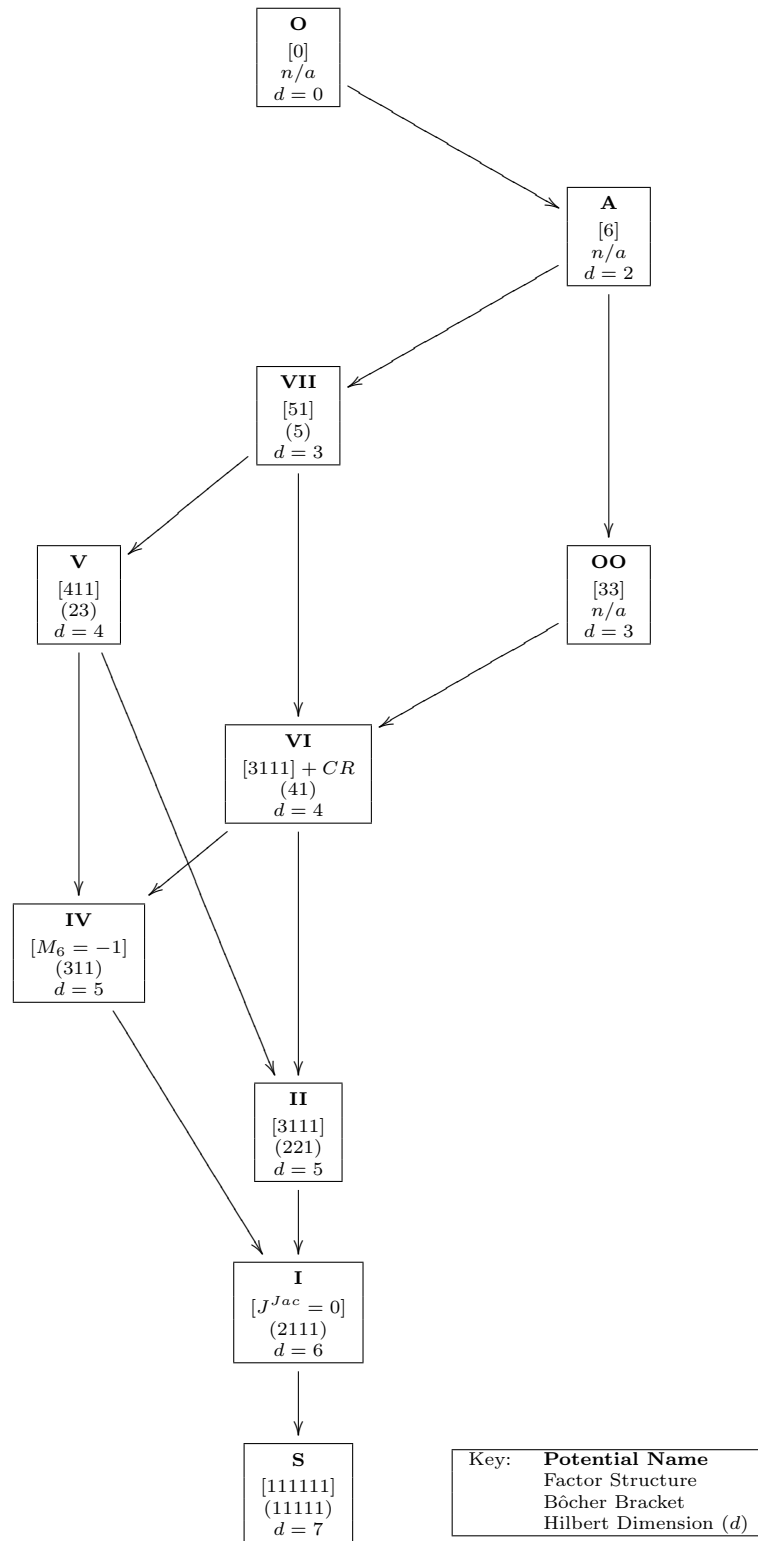 O
[0]
n/a
d = 0
A
[6]
n/a
d = 2
VII
[51]
(5)
d = 3
V
[411]
(23)
d = 4
OO
[33]
n/a
d = 3
VI
[3111] + CR
(41)
d = 4
IV
[M₆ = −1]
(311)
d = 5
II
[3111]
(221)
d = 5
I
[J^{Jac} = 0]
(2111)
d = 6
S
[111111]
(11111)
d = 7
Key: Potential Name
Factor Structure
Bôcher Bracket
Hilbert Dimension (d)